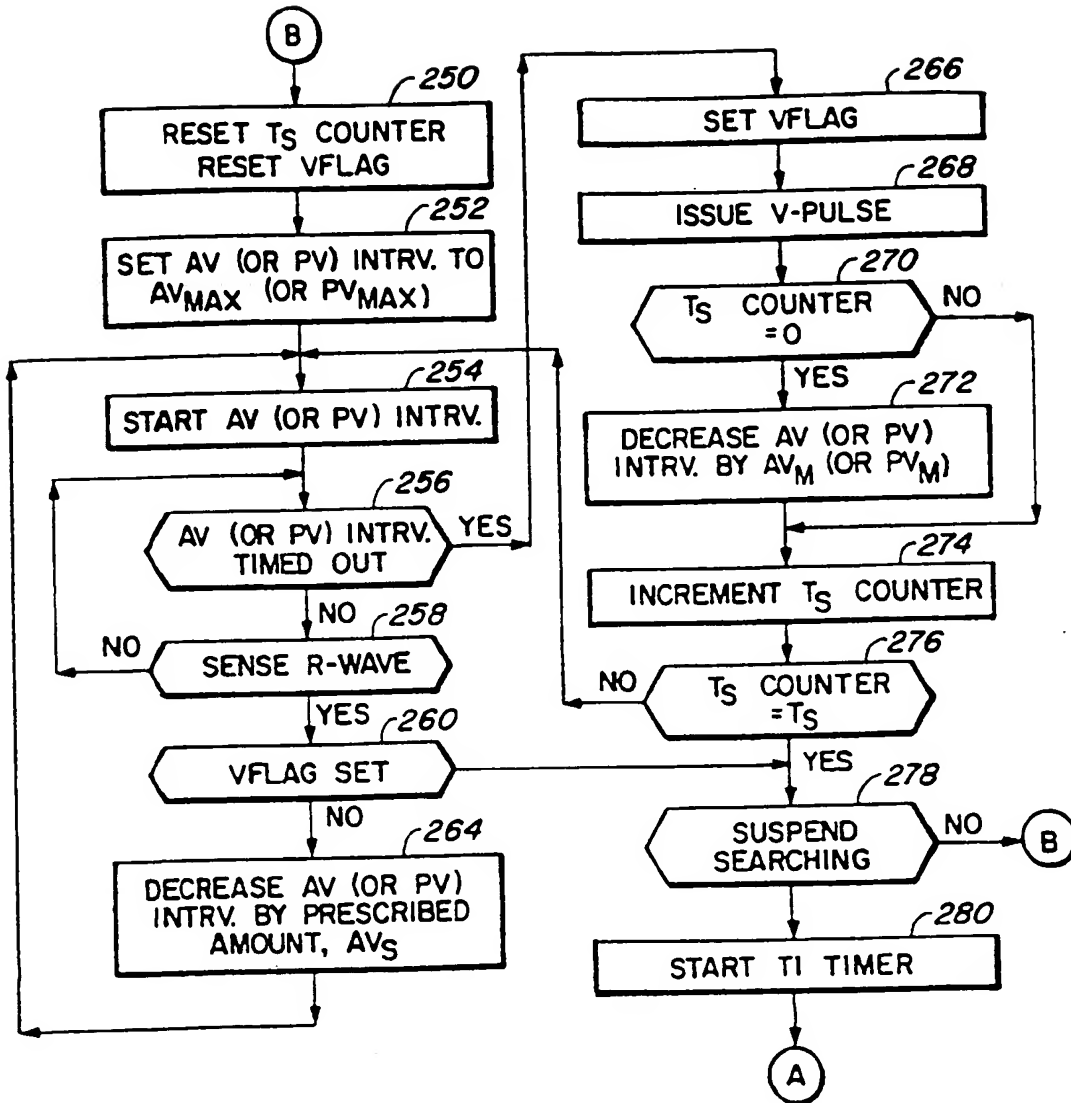 B
250
RESET TS COUNTER
RESET VFLAG
252
SET AV (OR PV) INTRV. TO
AVMAX (OR PVMAX)
254
START AV (OR PV) INTRV.
256
AV (OR PV) INTRV.
TIMED OUT
YES
NO
258
SENSE R-WAVE
NO
YES
260
VFLAG SET
NO
264
DECREASE AV (OR PV)
INTRV. BY PRESCRIBED
AMOUNT, AVS
266
SET VFLAG
268
ISSUE V-PULSE
270
TS COUNTER
=0
NO
YES
272
DECREASE AV (OR PV)
INTRV. BY AVM (OR PVM)
274
INCREMENT TS COUNTER
276
TS COUNTER
=TS
NO
YES
278
SUSPEND
SEARCHING
NO
B
280
START TI TIMER
A